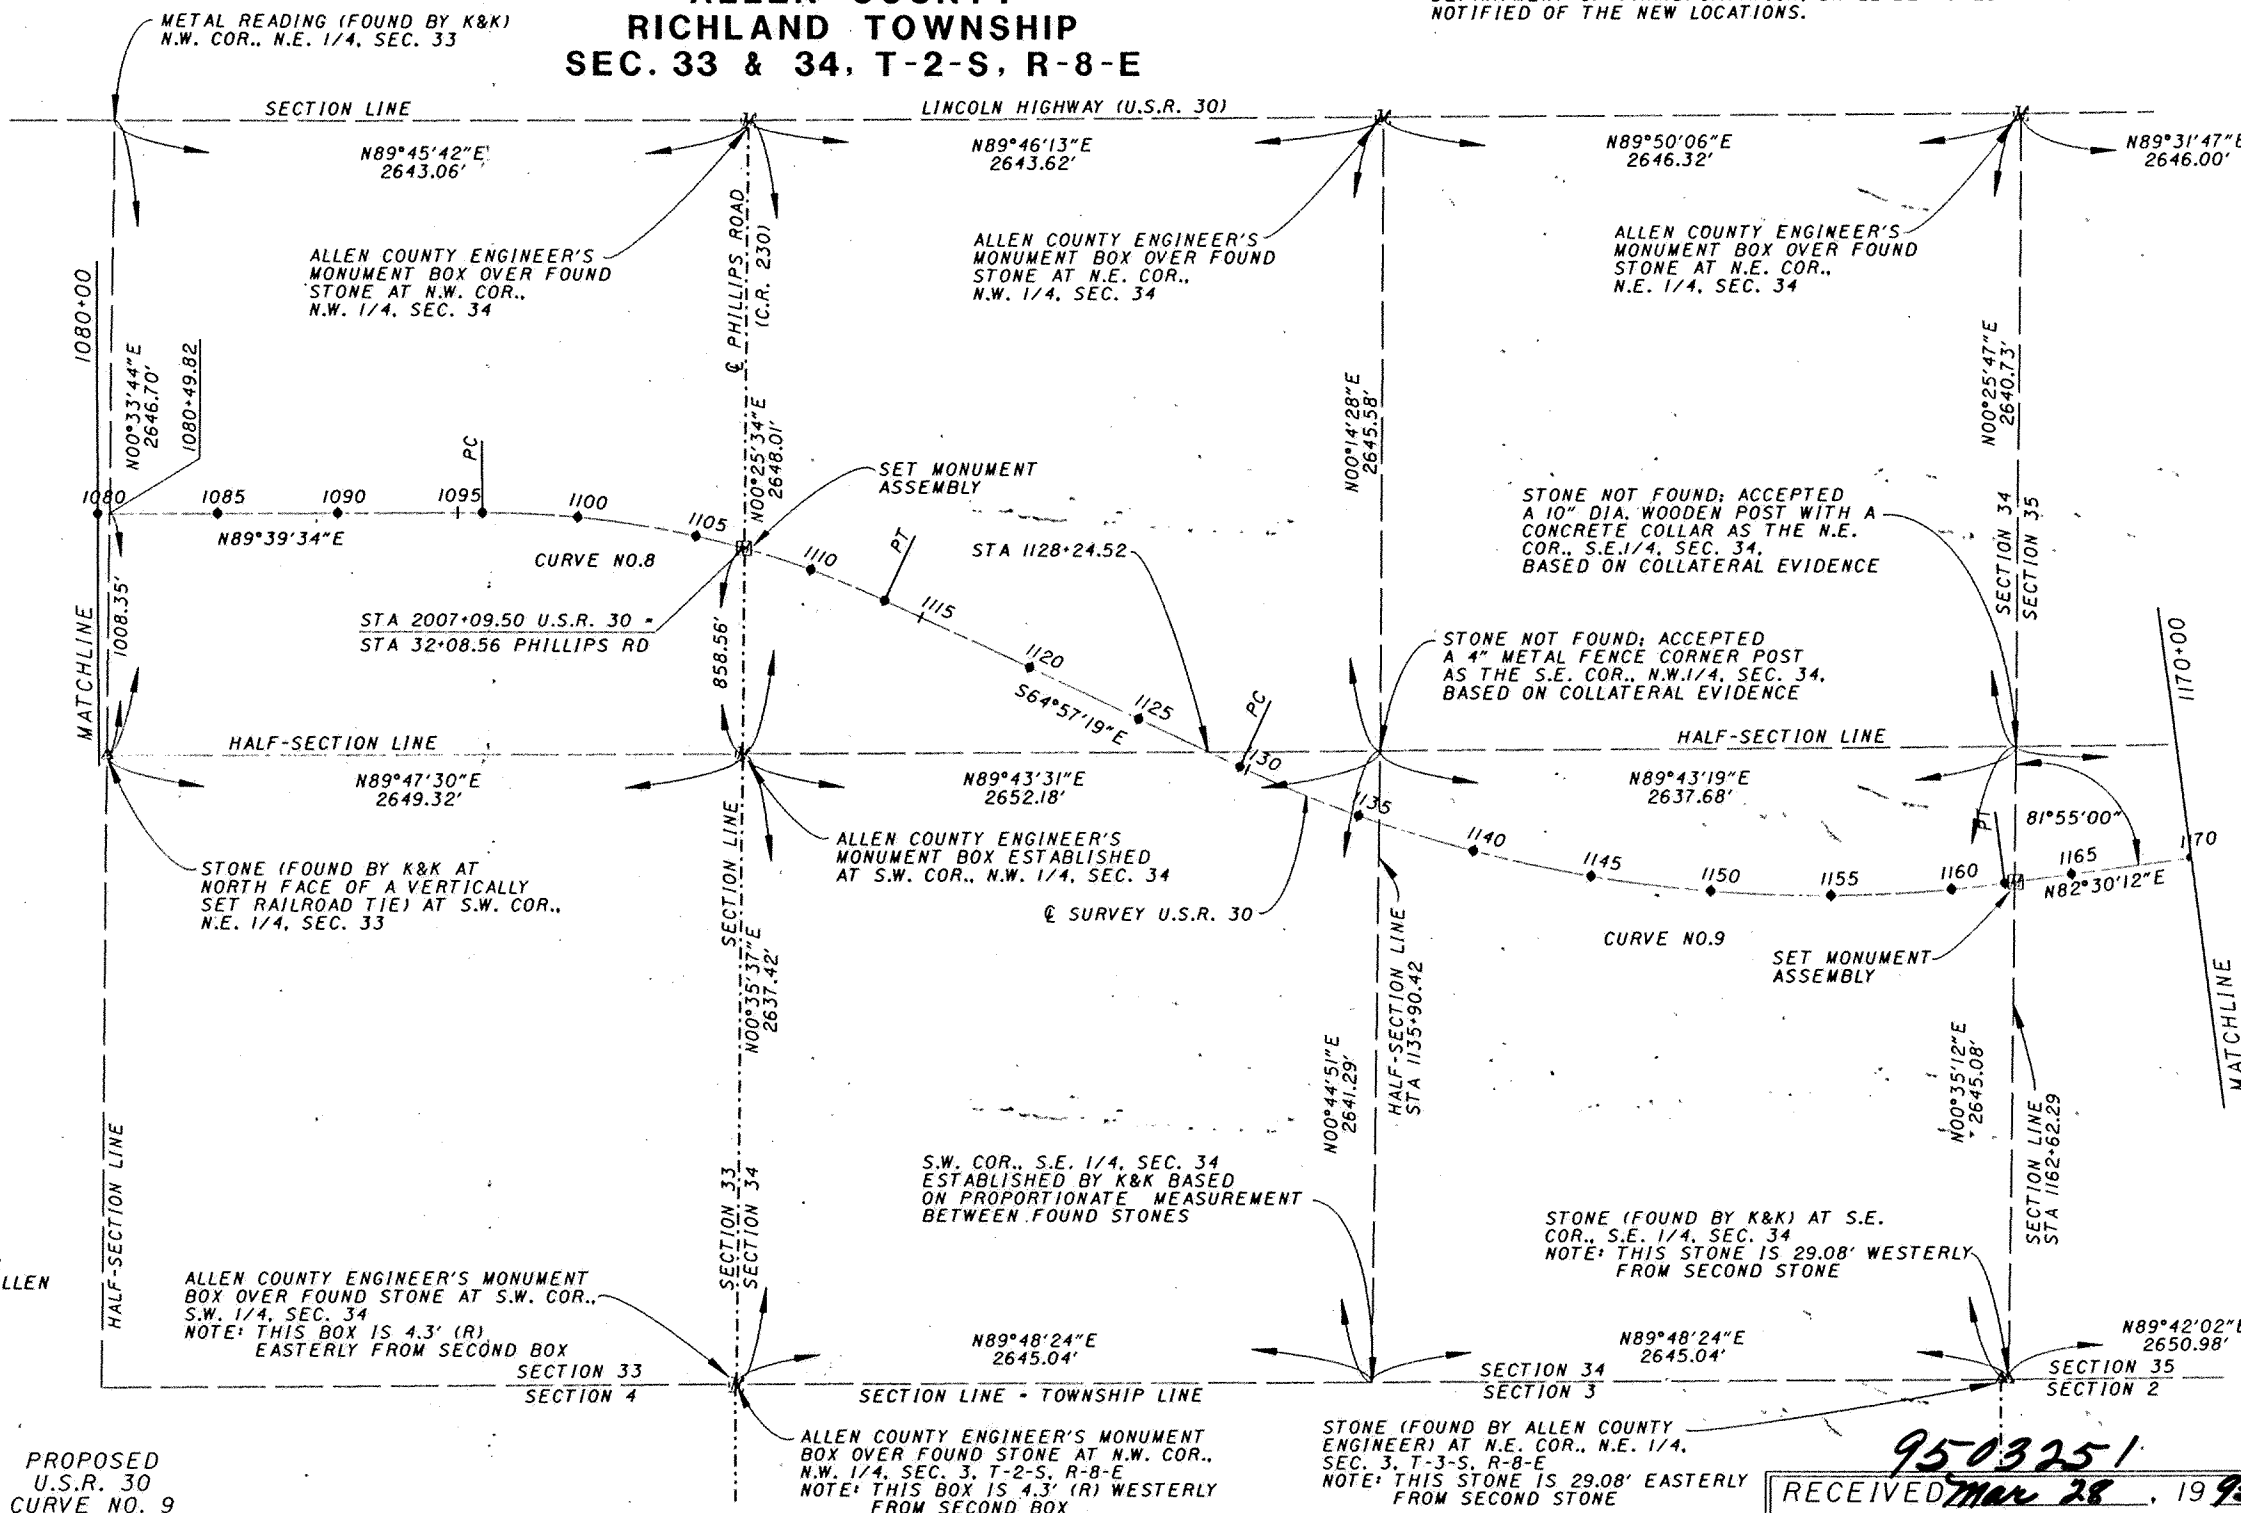 METAL READING (FOUND BY K&K)
N.W. COR., N.E. 1/4, SEC. 33
ALLEN COUNTY
RICHLAND TOWNSHIP
SEC. 33 & 34, T-2-S, R-8-E
NOTIFIED OF THE NEW LOCATIONS.
SECTION LINE
LINCOLN HIGHWAY (U.S.R. 30)
N89°45'42"E
2643.06'
N89°46'13"E
2643.62'
N89°50'06"E
2646.32'
N89°31'47"E
2646.00'
℄ PHILLIPS ROAD
(C.R. 230)
ALLEN COUNTY ENGINEER'S
MONUMENT BOX OVER FOUND
STONE AT N.W. COR.,
N.W. 1/4, SEC. 34
ALLEN COUNTY ENGINEER'S
MONUMENT BOX OVER FOUND
STONE AT N.E. COR.,
N.W. 1/4, SEC. 34
ALLEN COUNTY ENGINEER'S
MONUMENT BOX OVER FOUND
STONE AT N.E. COR.,
N.E. 1/4, SEC. 34
1080+00
N00°33'44"E
2646.70'
1080+49.82
N00°25'34"E
2648.01'
N00°14'28"E
2645.58'
N00°25'47"E
2640.73'
1080
1085
1090
1095
PC
1100
1105
1110
PT
1115
1120
1125
PC
1130
1135
1140
1145
1150
1155
1160
PT
1165
1170
N89°39'34"E
CURVE NO.8
SET MONUMENT
ASSEMBLY
STA 1128+24.52
STONE NOT FOUND; ACCEPTED
A 10" DIA. WOODEN POST WITH A
CONCRETE COLLAR AS THE N.E.
COR., S.E.1/4, SEC. 34,
BASED ON COLLATERAL EVIDENCE
SECTION 34
SECTION 35
MATCHLINE
1008.35'
STA 2007+09.50 U.S.R. 30 =
STA 32+08.56 PHILLIPS RD
858.56'
S64°57'19"E
STONE NOT FOUND; ACCEPTED
A 4" METAL FENCE CORNER POST
AS THE S.E. COR., N.W.1/4, SEC. 34,
BASED ON COLLATERAL EVIDENCE
1170+00
HALF-SECTION LINE
HALF-SECTION LINE
N89°47'30"E
2649.32'
N89°43'31"E
2652.18'
N89°43'19"E
2637.68'
81°55'00"
N82°30'12"E
STONE (FOUND BY K&K AT
NORTH FACE OF A VERTICALLY
SET RAILROAD TIE) AT S.W. COR.,
N.E. 1/4, SEC. 33
SECTION LINE
ALLEN COUNTY ENGINEER'S
MONUMENT BOX ESTABLISHED
AT S.W. COR., N.W. 1/4, SEC. 34
℄ SURVEY U.S.R. 30
CURVE NO.9
SET MONUMENT
ASSEMBLY
N00°35'37"E
2637.42'
HALF-SECTION LINE
STA 1135+90.42
N00°44'51"E
2641.29'
N00°35'12"E
2645.08'
SECTION LINE
STA 1162+62.29
MATCHLINE
HALF-SECTION LINE
SECTION 33
SECTION 34
S.W. COR., S.E. 1/4, SEC. 34
ESTABLISHED BY K&K BASED
ON PROPORTIONATE MEASUREMENT
BETWEEN FOUND STONES
STONE (FOUND BY K&K) AT S.E.
COR., S.E. 1/4, SEC. 34
NOTE: THIS STONE IS 29.08' WESTERLY
FROM SECOND STONE
LLEN
ALLEN COUNTY ENGINEER'S MONUMENT
BOX OVER FOUND STONE AT S.W. COR.,
S.W. 1/4, SEC. 34
NOTE: THIS BOX IS 4.3' (R)
EASTERLY FROM SECOND BOX
N89°48'24"E
2645.04'
N89°48'24"E
2645.04'
N89°42'02"E
2650.98'
SECTION 33
SECTION 4
SECTION LINE = TOWNSHIP LINE
SECTION 34
SECTION 3
SECTION 35
SECTION 2
ALLEN COUNTY ENGINEER'S MONUMENT
BOX OVER FOUND STONE AT N.W. COR.,
N.W. 1/4, SEC. 3, T-2-S, R-8-E
NOTE: THIS BOX IS 4.3' (R) WESTERLY
FROM SECOND BOX
STONE (FOUND BY ALLEN COUNTY
ENGINEER) AT N.E. COR., N.E. 1/4,
SEC. 3, T-3-S, R-8-E
NOTE: THIS STONE IS 29.08' EASTERLY
FROM SECOND STONE
PROPOSED
U.S.R. 30
CURVE NO. 9
9503251
RECEIVED Mar 28, 199